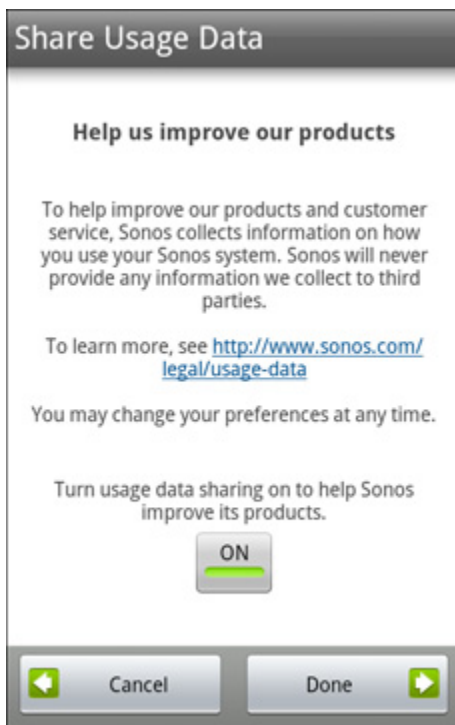 Share Usage Data
Help us improve our products
To help improve our products and customer
service, Sonos collects information on how
you use your Sonos system. Sonos will never
provide any information we collect to third
parties.
To learn more, see http://www.sonos.com/
legal/usage-data
You may change your preferences at any time.
Turn usage data sharing on to help Sonos
improve its products.
ON
Cancel
Done